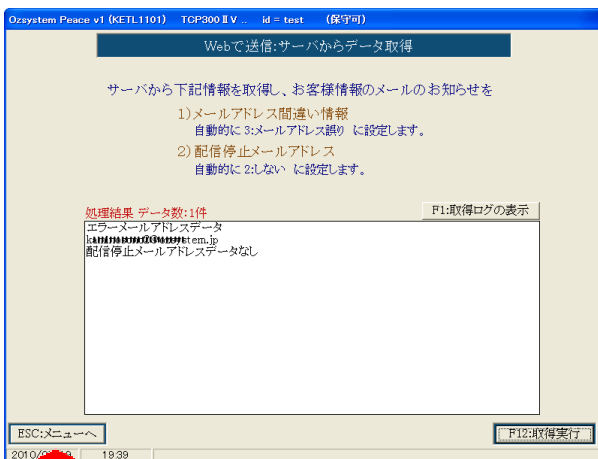 Ozsystem Peace v1 (KETL1101) TCP300ⅡV .. id = test (保守可)
Webで送信:サーバからデータ取得
サーバから下記情報を取得し、お客様情報のメールのお知らせを
1)メールアドレス間違い情報
自動的に 3:メールアドレス誤り に設定します。
2)配信停止メールアドレス
自動的に 2:しない に設定します。
処理結果 データ数:1件
F1:取得ログの表示
エラーメールアドレスデータ
tem.jp
配信停止メールアドレスデータなし
ESC:メニューへ
F12:取得実行
2010/
19:39